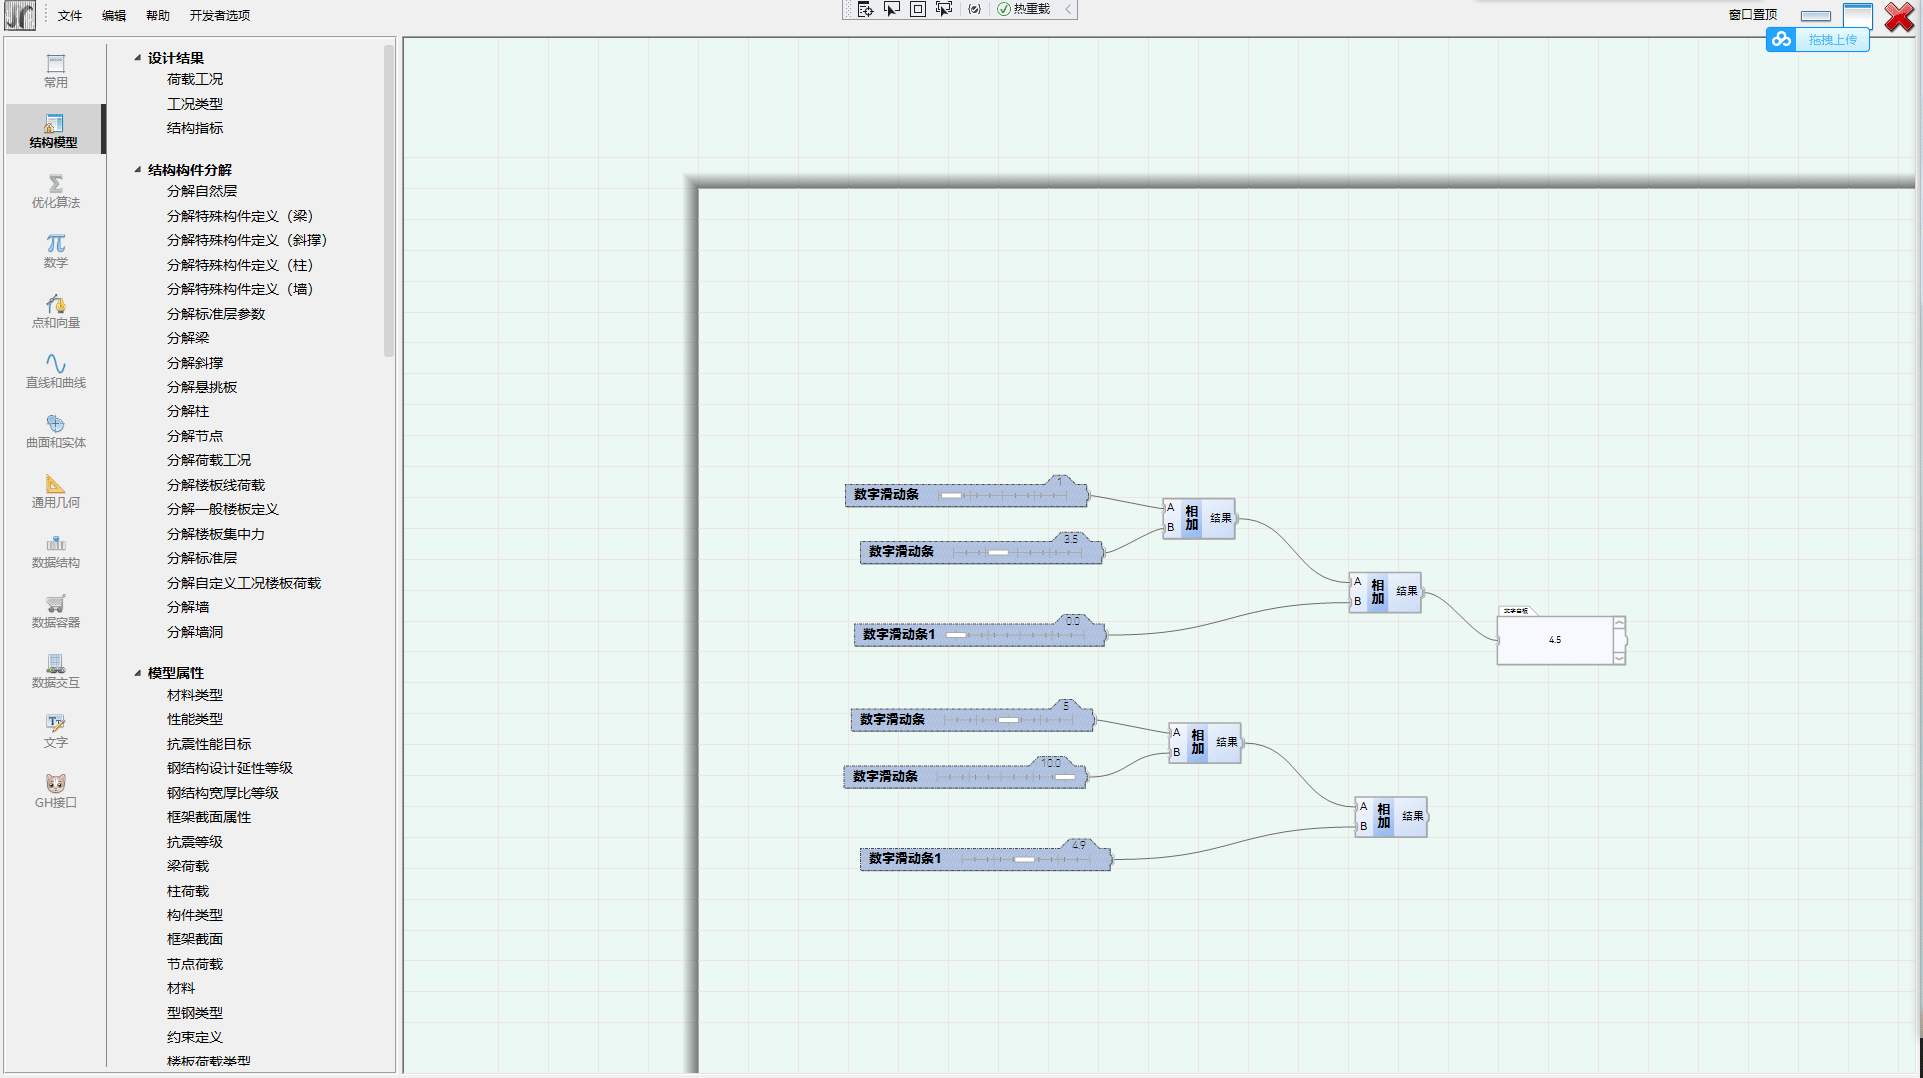 文件 编辑 帮助 开发者选项
热重载
窗口置顶
拖拽上传
常用
结构模型
优化算法
数学
点和向量
直线和曲线
曲面和实体
通用几何
数据结构
数据容器
数据交互
文字
GH接口
设计结果
荷载工况
工况类型
结构指标
结构构件分解
分解自然层
分解特殊构件定义（梁）
分解特殊构件定义（斜撑）
分解特殊构件定义（柱）
分解特殊构件定义（墙）
分解标准层参数
分解梁
分解斜撑
分解悬挑板
分解柱
分解节点
分解荷载工况
分解楼板线荷载
分解一般楼板定义
分解楼板集中力
分解标准层
分解自定义工况楼板荷载
分解墙
分解墙洞
模型属性
材料类型
性能类型
抗震性能目标
钢结构设计延性等级
钢结构宽厚比等级
框架截面属性
抗震等级
梁荷载
柱荷载
构件类型
框架截面
节点荷载
材料
型钢类型
约束定义
楼板荷载类型
数字滑动条 1
数字滑动条 3.5
A B 相加 结果
数字滑动条1 0.0
A B 相加 结果
文字面板
4.5
数字滑动条 5
数字滑动条 10.0
A B 相加 结果
数字滑动条1 4.9
A B 相加 结果